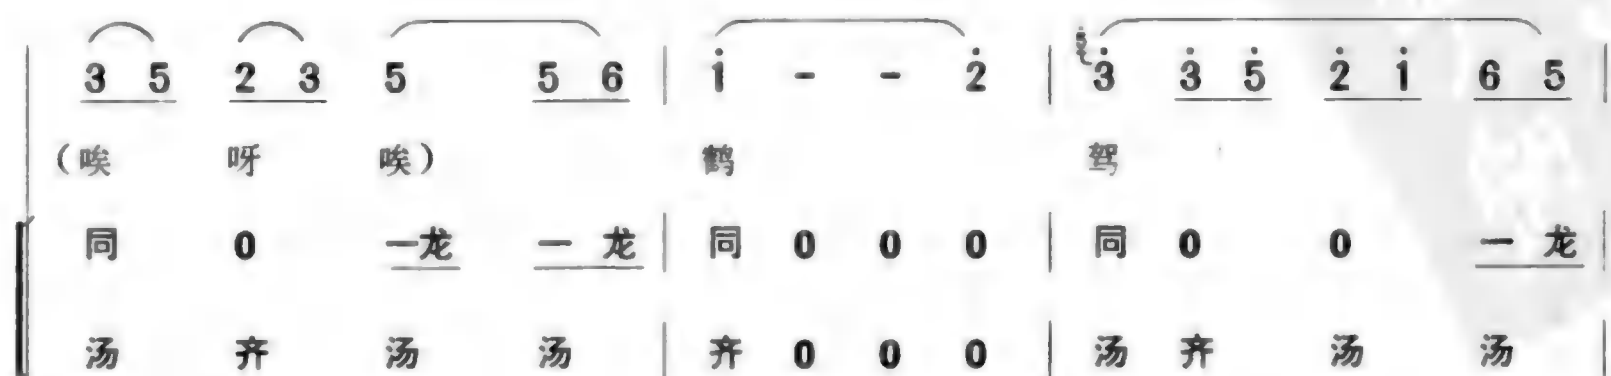 3 5 2 3 5 5 6 | i̇ - - 2̇ | 3̇ 3̇ 5̇ 2̇ i̇ 6 5 |
(唉 呀 唉) 鹤 驾
同 0 一龙 一 龙 | 同 0 0 0 | 同 0 0 一 龙 |
汤 齐 汤 汤 | 齐 0 0 0 | 汤 齐 汤 汤 |